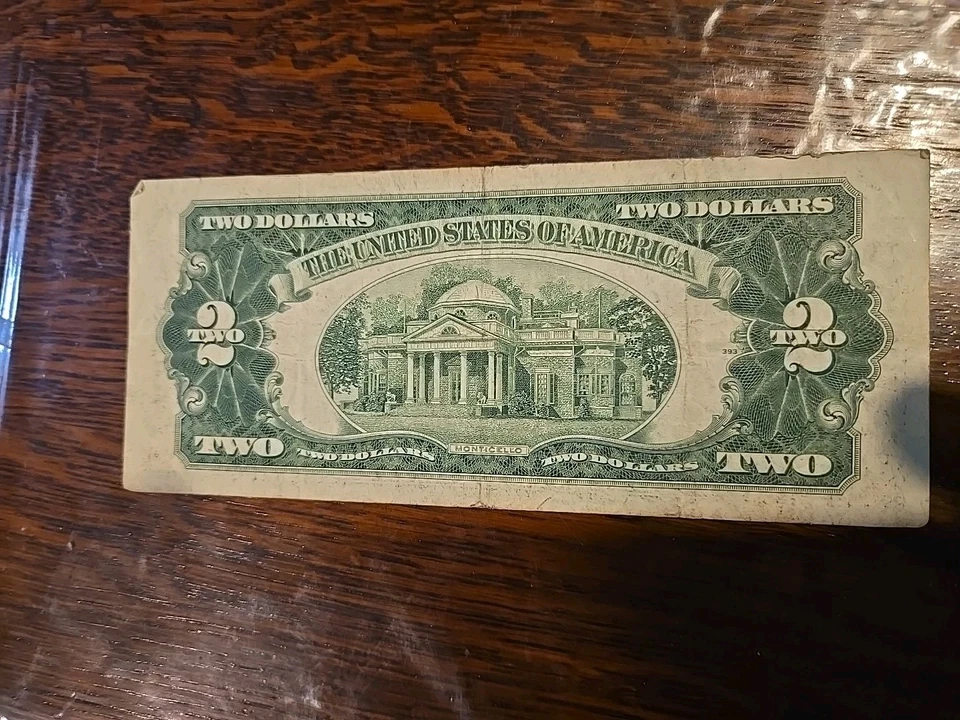 TWO DOLLARS TWO DOLLARS
THE UNITED STATES OF AMERICA
2 2
TWO TWO
393
TWO TWO DOLLARS MONTICELLO TWO DOLLARS TWO